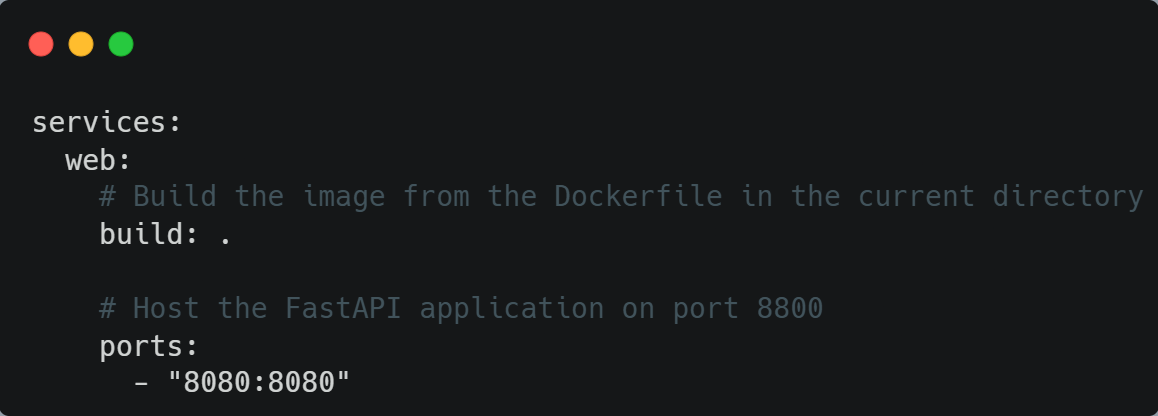 services:
  web:
    # Build the image from the Dockerfile in the current directory
    build: .

    # Host the FastAPI application on port 8800
    ports:
      - "8080:8080"